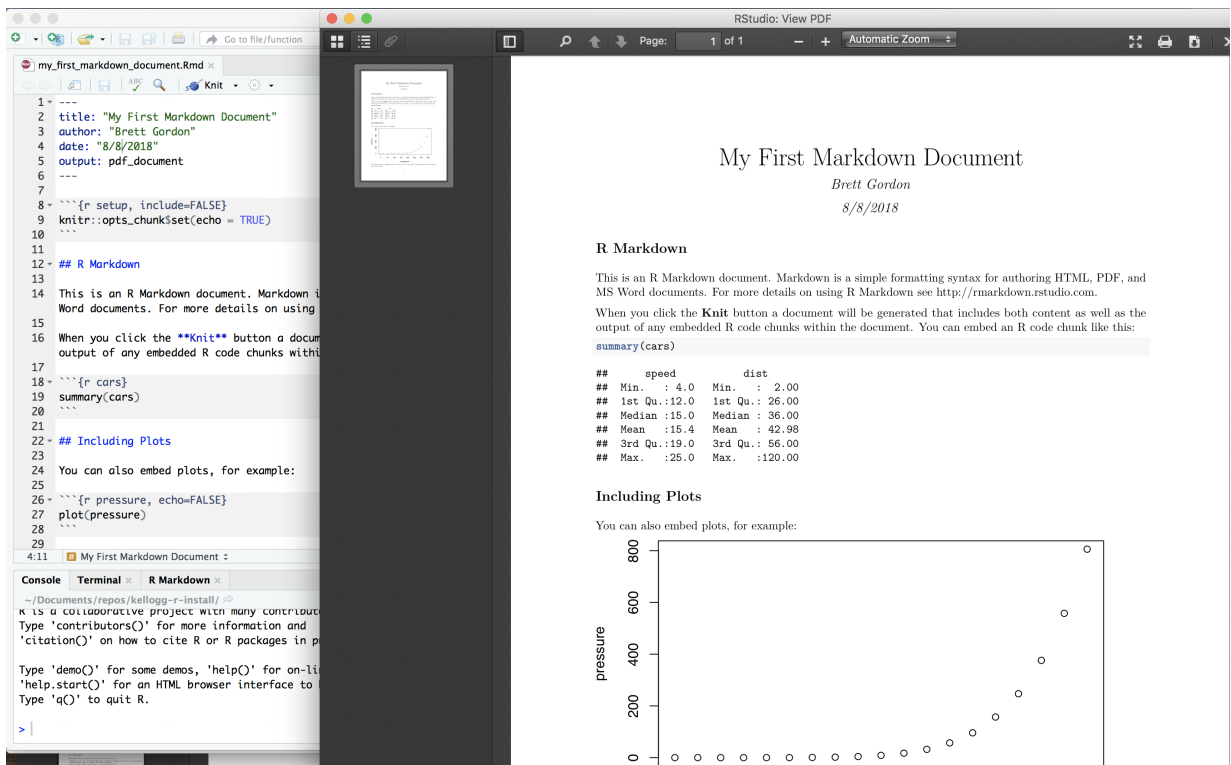 Go to file/function
my_first_markdown_document.Rmd
ABC
Knit
1 ---
2 title: "My First Markdown Document"
3 author: "Brett Gordon"
4 date: "8/8/2018"
5 output: pdf_document
6 ---
7
8 ```{r setup, include=FALSE}
9 knitr::opts_chunk$set(echo = TRUE)
10 ```
11
12 ## R Markdown
13
14 This is an R Markdown document. Markdown i
Word documents. For more details on using
15
16 When you click the **Knit** button a docum
output of any embedded R code chunks withi
17
18 ```{r cars}
19 summary(cars)
20 ```
21
22 ## Including Plots
23
24 You can also embed plots, for example:
25
26 ```{r pressure, echo=FALSE}
27 plot(pressure)
28 ```
29
4:11 # My First Markdown Document
Console Terminal R Markdown
~/Documents/repos/kellogg-r-install/
R is a collaborative project with many contribut
Type 'contributors()' for more information and
'citation()' on how to cite R or R packages in p
Type 'demo()' for some demos, 'help()' for on-li
'help.start()' for an HTML browser interface to
Type 'q()' to quit R.
>
RStudio: View PDF
Page: 1 of 1 Automatic Zoom
My First Markdown Document
Brett Gordon
8/8/2018
R Markdown
This is an R Markdown document. Markdown is a simple formatting syntax for authoring HTML, PDF, and
MS Word documents. For more details on using R Markdown see http://rmarkdown.rstudio.com.
When you click the Knit button a document will be generated that includes both content as well as the
output of any embedded R code chunks within the document. You can embed an R code chunk like this:
summary(cars)
## speed dist
## Min. : 4.0 Min. : 2.00
## 1st Qu.:12.0 1st Qu.: 26.00
## Median :15.0 Median : 36.00
## Mean :15.4 Mean : 42.98
## 3rd Qu.:19.0 3rd Qu.: 56.00
## Max. :25.0 Max. :120.00
Including Plots
You can also embed plots, for example:
800
600
400
200
0
pressure